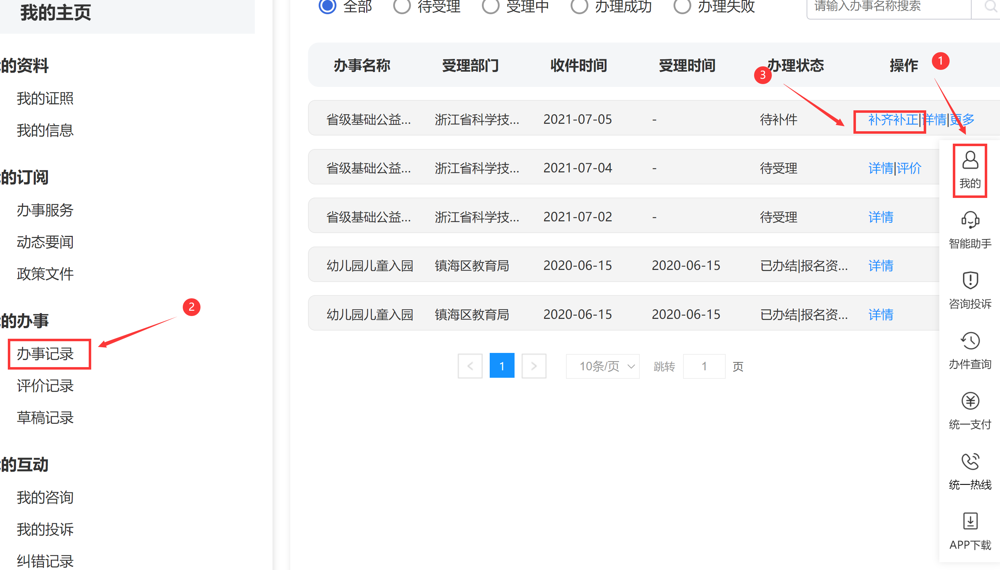 我的主页
的资料
我的证照
我的信息
的订阅
办事服务
动态要闻
政策文件
的办事
2
办事记录
评价记录
草稿记录
的互动
我的咨询
我的投诉
纠错记录
全部 待受理 受理中 办理成功 办理失败 请输入办事名称搜索
办事名称 受理部门 收件时间 受理时间 办理状态 操作 1
3
省级基础公益... 浙江省科学技... 2021-07-05 - 待补件 补齐补正|详情|更多
省级基础公益... 浙江省科学技... 2021-07-04 - 待受理 详情|评价
省级基础公益... 浙江省科学技... 2021-07-02 - 待受理 详情
幼儿园儿童入园 镇海区教育局 2020-06-15 2020-06-15 已办结|报名资... 详情
幼儿园儿童入园 镇海区教育局 2020-06-15 2020-06-15 已办结|报名资... 详情
< 1 > 10条/页 跳转 1 页
我的
智能助手
咨询投诉
办件查询
统一支付
统一热线
APP下载